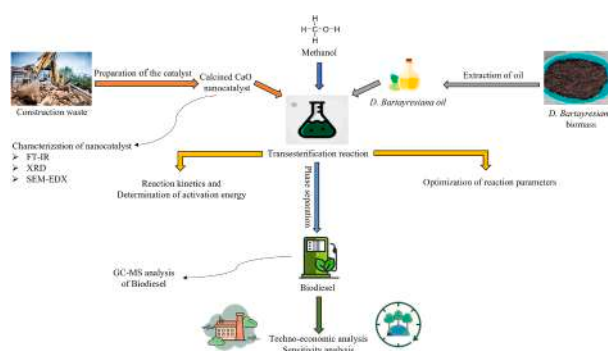 H
H-C-O-H
H
Methanol
Preparation of the catalyst
Calcined CaO
nanocatalyst
Construction waste
D. Bartayresiana oil
Extraction of oil
D. Bartayresiana
biomass
Characterization of nanocatalyst
➢ FT-IR
➢ XRD
➢ SEM-EDX
Transesterification reaction
Reaction kinetics and
Determination of activation energy
Optimization of reaction parameters
Phase separation
GC-MS analysis
of Biodiesel
Biodiesel
Techno-economic analysis
Sensitivity analysis